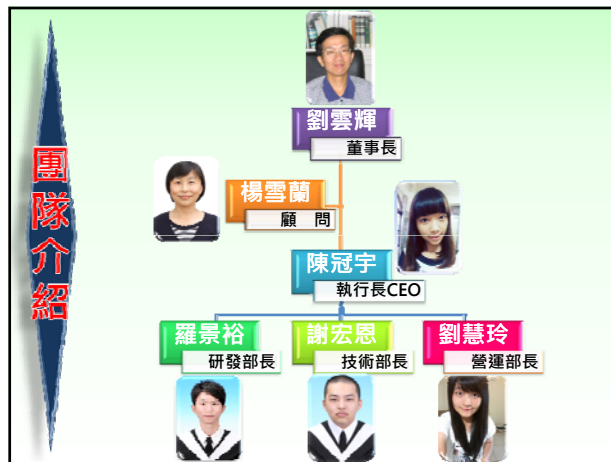 團隊介紹
劉雲輝
董事長
楊雪蘭
顧 問
陳冠宇
執行長CEO
羅景裕
研發部長
謝宏恩
技術部長
劉慧玲
營運部長